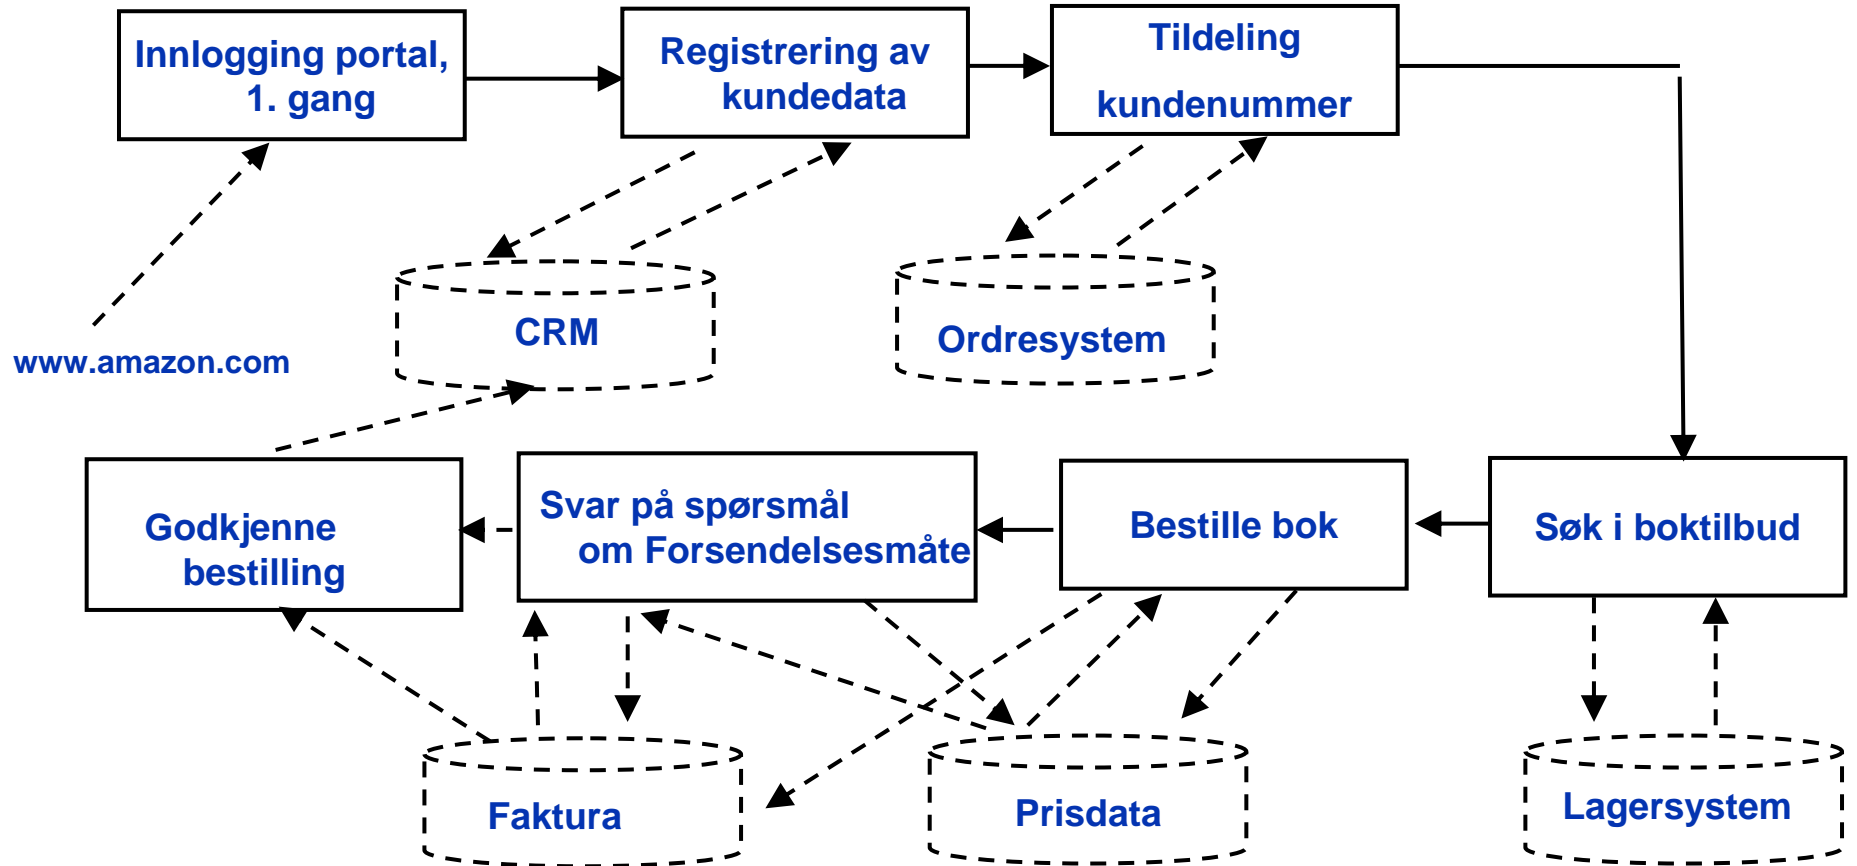 Innlogging portal,
1. gang
Registrering av
kundedata
Tildeling
kundenummer
www.amazon.com
CRM
Ordresystem
Godkjenne
bestilling
Svar på spørsmål
om Forsendelsesmåte
Bestille bok
Søk i boktilbud
Faktura
Prisdata
Lagersystem